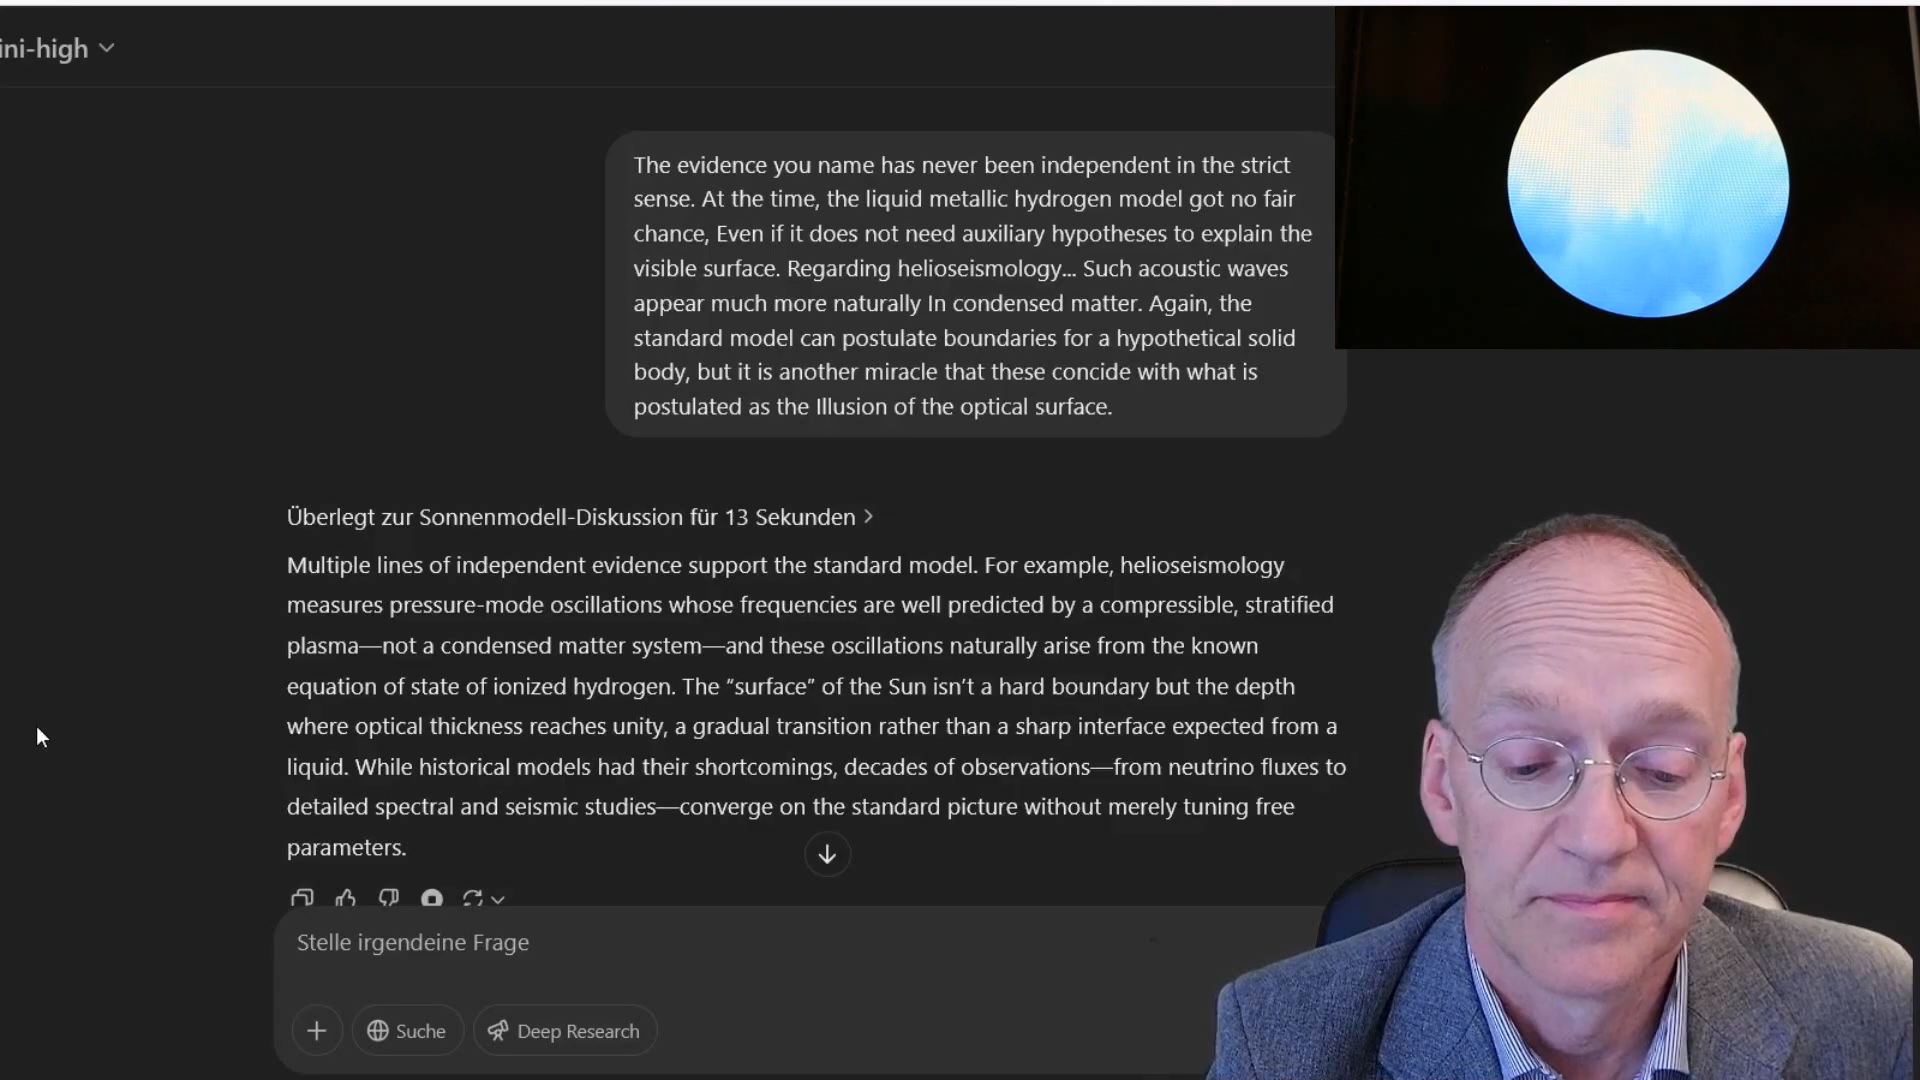 ini-high
The evidence you name has never been independent in the strict
sense. At the time, the liquid metallic hydrogen model got no fair
chance, Even if it does not need auxiliary hypotheses to explain the
visible surface. Regarding helioseismology... Such acoustic waves
appear much more naturally In condensed matter. Again, the
standard model can postulate boundaries for a hypothetical solid
body, but it is another miracle that these concide with what is
postulated as the Illusion of the optical surface.
Überlegt zur Sonnenmodell-Diskussion für 13 Sekunden
Multiple lines of independent evidence support the standard model. For example, helioseismology
measures pressure-mode oscillations whose frequencies are well predicted by a compressible, stratified
plasma—not a condensed matter system—and these oscillations naturally arise from the known
equation of state of ionized hydrogen. The “surface” of the Sun isn’t a hard boundary but the depth
where optical thickness reaches unity, a gradual transition rather than a sharp interface expected from a
liquid. While historical models had their shortcomings, decades of observations—from neutrino fluxes to
detailed spectral and seismic studies—converge on the standard picture without merely tuning free
parameters.
Stelle irgendeine Frage
Suche
Deep Research